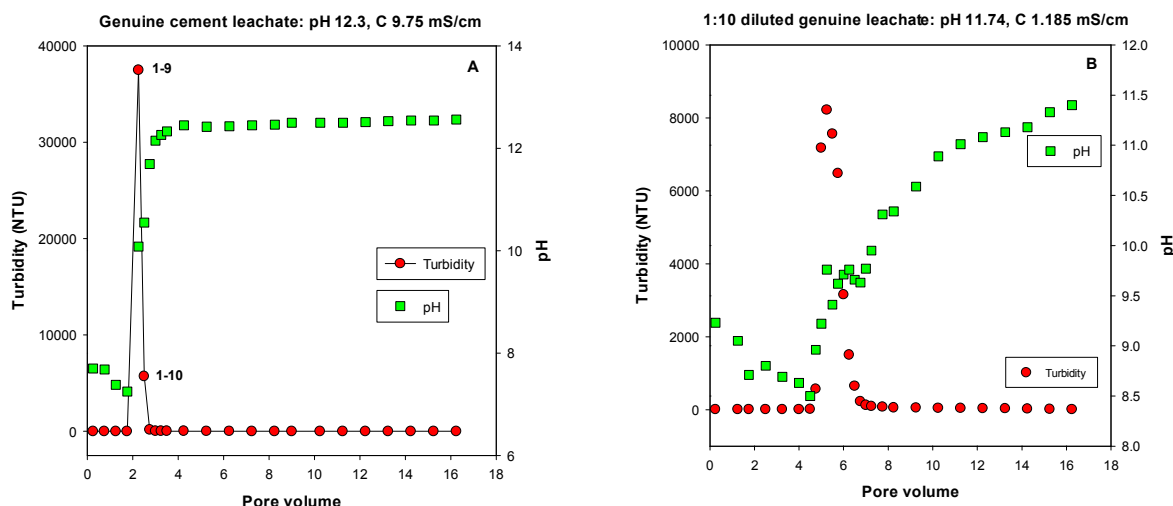 Genuine cement leachate: pH 12.3, C 9.75 mS/cm
A
1-9
1-10
Turbidity
pH
Turbidity (NTU)
40000
30000
20000
10000
0
14
12
10
8
6
pH
0 2 4 6 8 10 12 14 16 18
Pore volume
1:10 diluted genuine leachate: pH 11.74, C 1.185 mS/cm
B
pH
Turbidity
Turbidity (NTU)
10000
8000
6000
4000
2000
0
12.0
11.5
11.0
10.5
10.0
9.5
9.0
8.5
8.0
pH
0 2 4 6 8 10 12 14 16 18
Pore volume